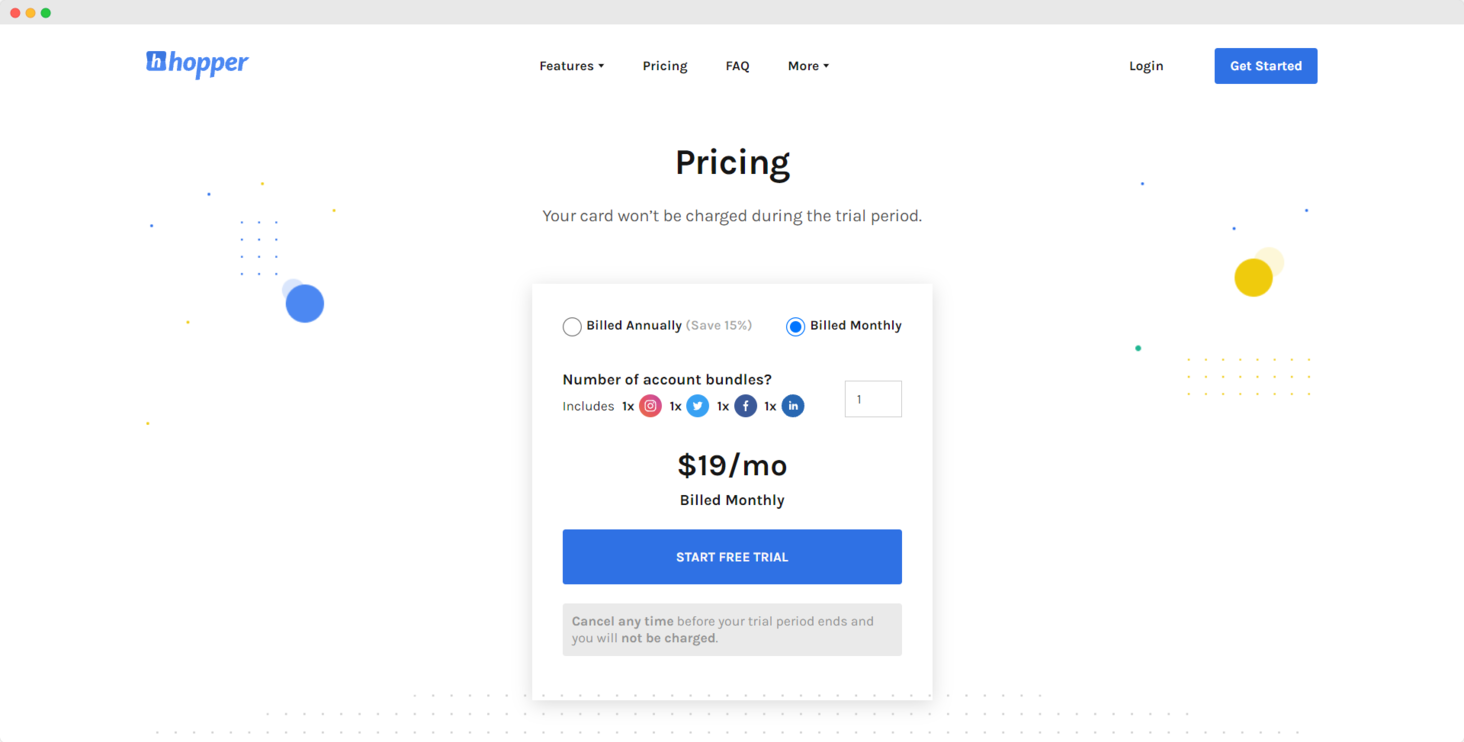 hopper
Features
Pricing
FAQ
More
Login
Get Started
Pricing
Your card won't be charged during the trial period.
Billed Annually (Save 15%)
Billed Monthly
Number of account bundles?
Includes 1x 1x 1x 1x
1
$19/mo
Billed Monthly
START FREE TRIAL
Cancel any time before your trial period ends and
you will not be charged.